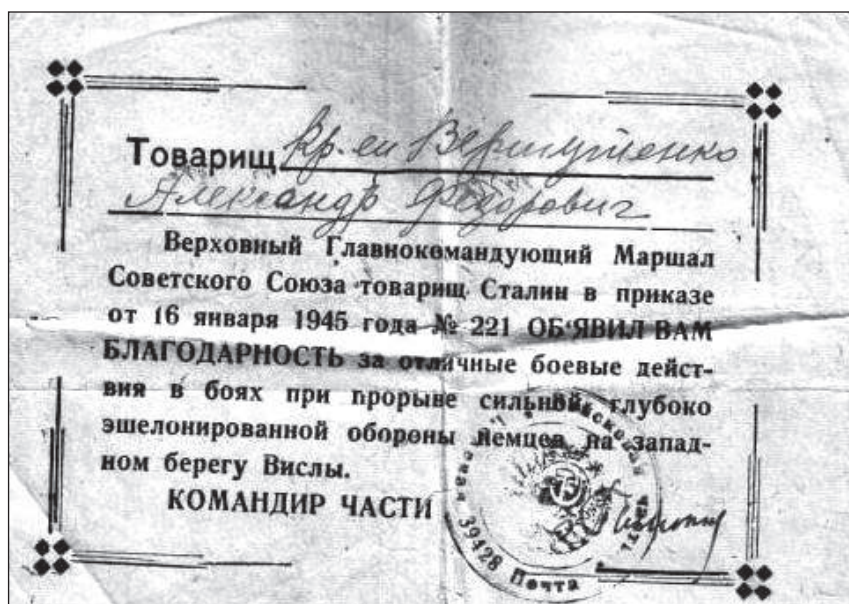 Товарищ кр-ец Вершутенко
Александр Федорович
Верховный Главнокомандующий Маршал
Советского Союза товарищ Сталин в приказе
от 16 января 1945 года № 221 ОБ'ЯВИЛ ВАМ
БЛАГОДАРНОСТЬ за отличные боевые дейст-
вия в боях при прорыве сильной, глубоко
эшелонированной обороны немцев на запад-
ном берегу Вислы.
КОМАНДИР ЧАСТИ
39428 Почта